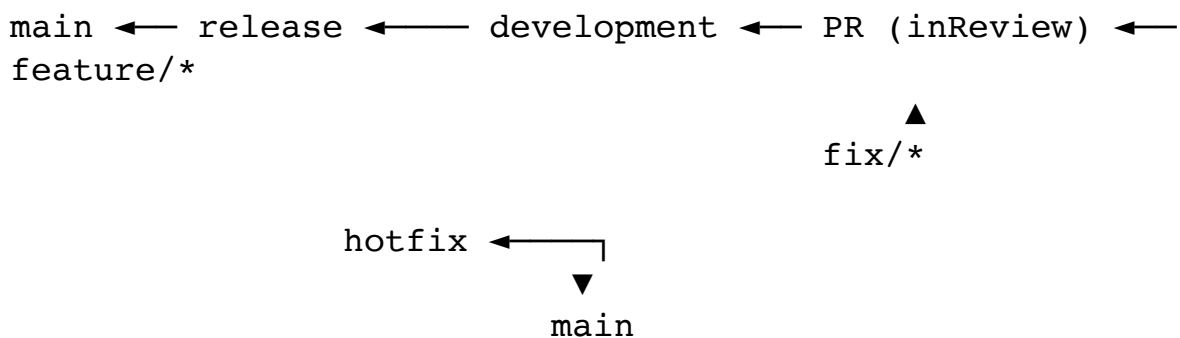 main ◄── release ◄──── development ◄── PR (inReview) ◄──
feature/*
▲
fix/*
hotfix ◄────┐
▼
main